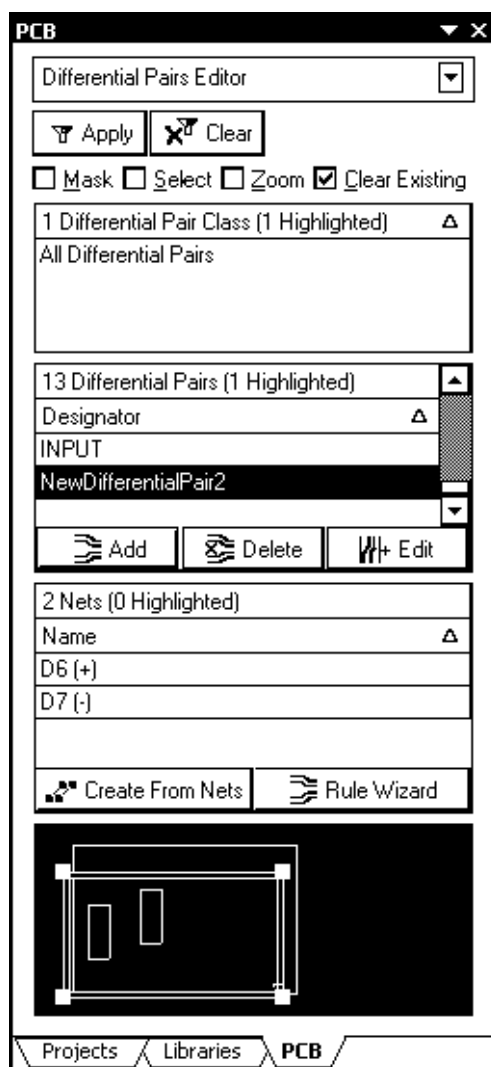 PCB
Differential Pairs Editor
Apply Clear
Mask Select Zoom Clear Existing
1 Differential Pair Class (1 Highlighted)
All Differential Pairs
13 Differential Pairs (1 Highlighted)
Designator
INPUT
NewDifferentialPair2
Add Delete Edit
2 Nets (0 Highlighted)
Name
D6 (+)
D7 (-)
Create From Nets Rule Wizard
Projects Libraries PCB